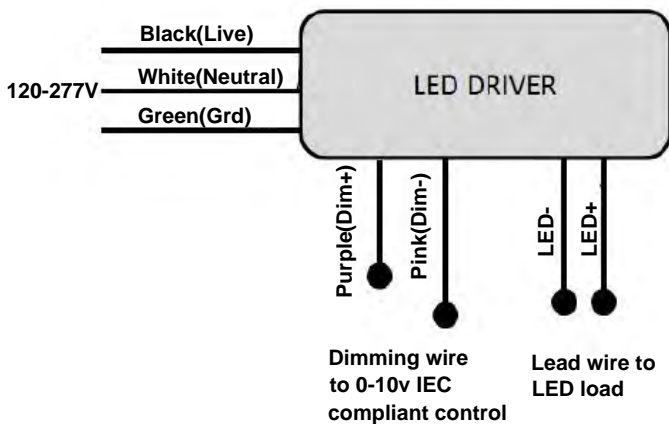 Black(Live)
White(Neutral)
120-277V
Green(Grd)
LED DRIVER
Purple(Dim+)
Pink(Dim-)
LED-
LED+
Dimming wire
to 0-10v IEC
compliant control
Lead wire to
LED load